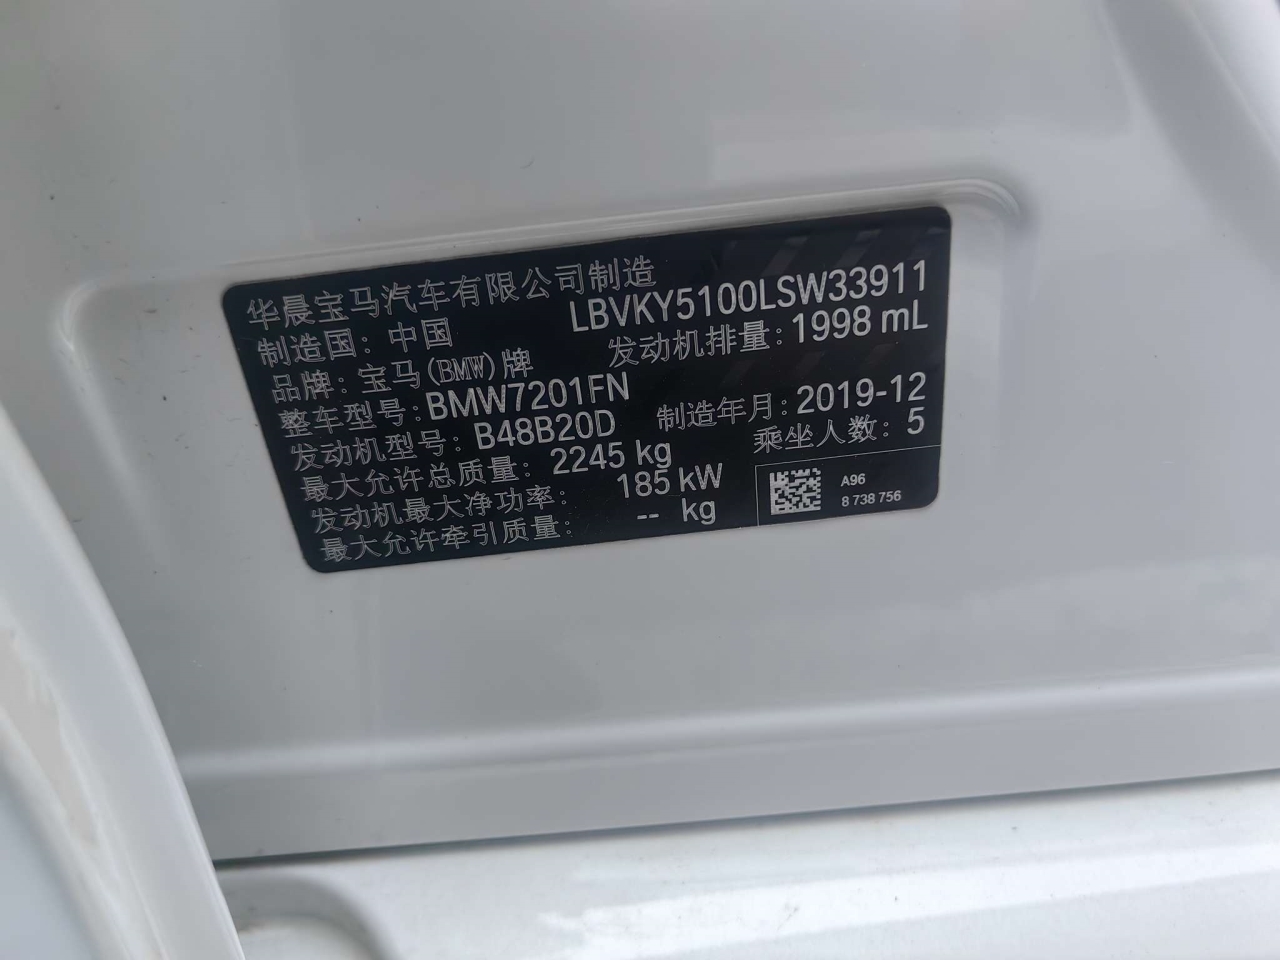 华晨宝马汽车有限公司制造
LBVKY5100LSW33911
制造国：中国
发动机排量：1998 mL
品牌：宝马(BMW)牌
整车型号：BMW7201FN
制造年月：2019-12
发动机型号：B48B20D
乘坐人数：5
最大允许总质量：2245 kg
发动机最大净功率：185 kW
最大允许牵引质量：-- kg
A96
8 738 756